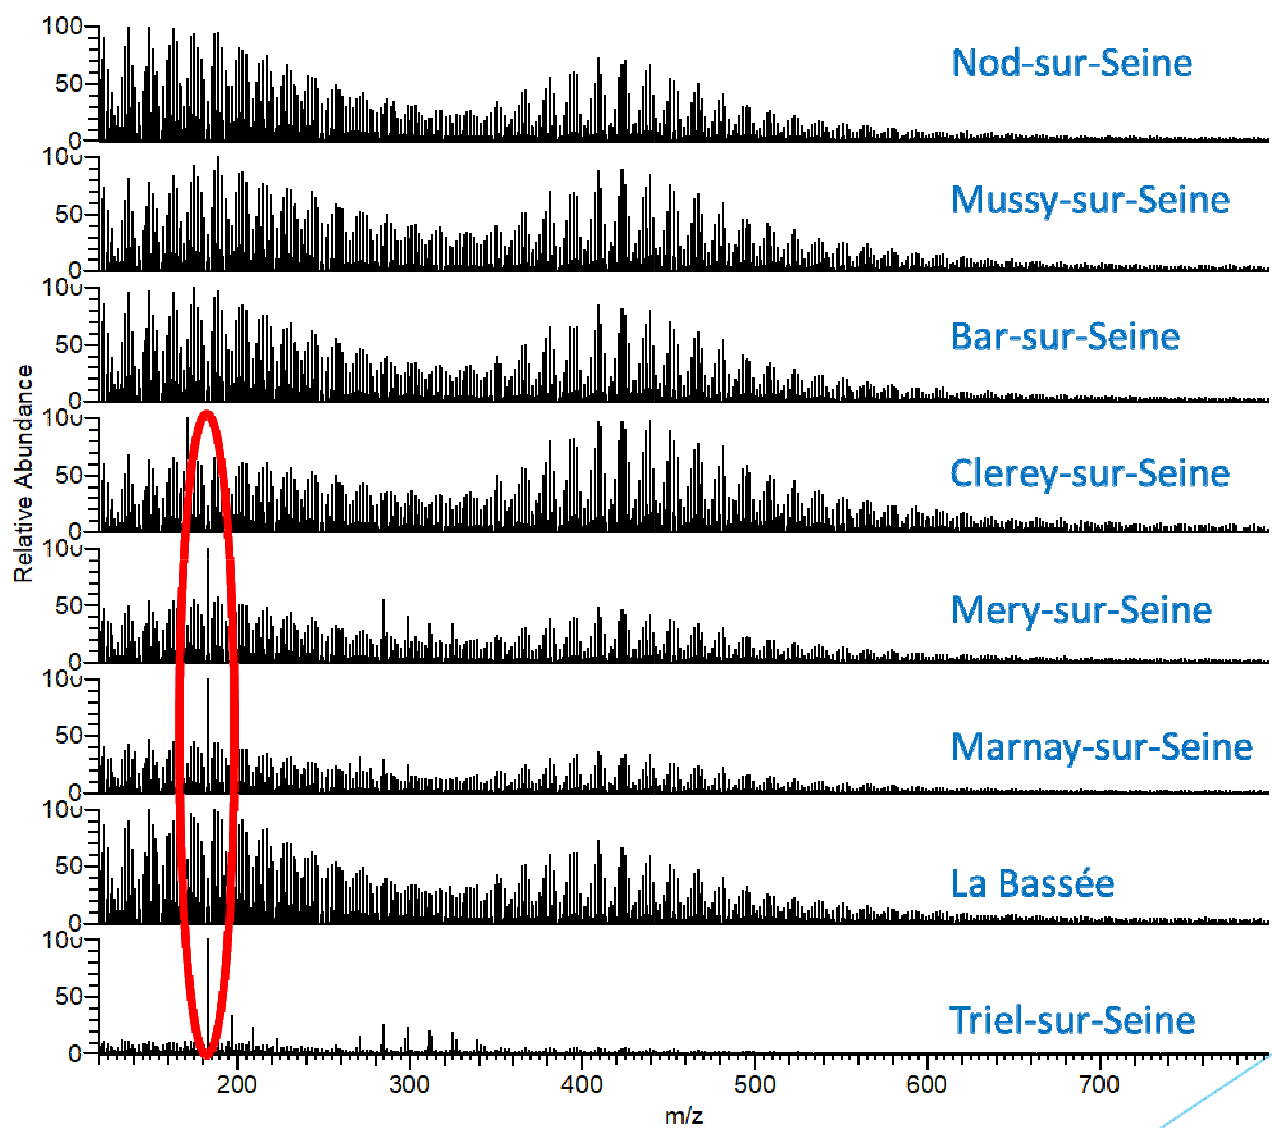 100
50
0
Nod-sur-Seine
100
50
0
Mussy-sur-Seine
100
50
0
Bar-sur-Seine
100
50
0
Clerey-sur-Seine
100
50
0
Mery-sur-Seine
100
50
0
Marnay-sur-Seine
100
50
0
La Bassée
100
50
0
Triel-sur-Seine
Relative Abundance
200 300 400 500 600 700
m/z